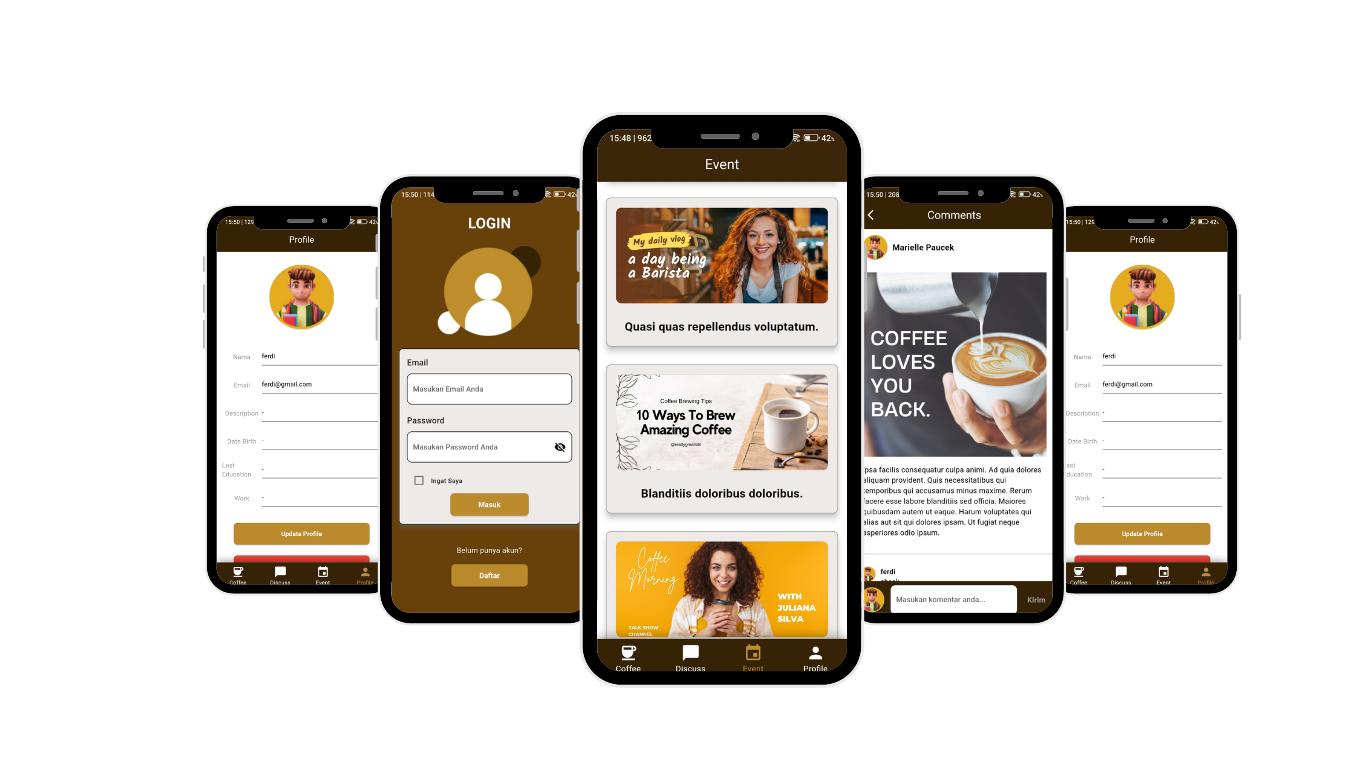 15:50 | 129
42%
Profile
Name
ferdi
Email
ferdi@gmail.com
Description
-
Date Birth
-
Last
Education
-
Work
-
Update Profile
Coffee
Discuss
Event
Profile
15:50 | 114
42
LOGIN
Email
Masukan Email Anda
Password
Masukan Password Anda
Ingat Saya
Masuk
Belum punya akun?
Daftar
15:48 | 962
42%
Event
My daily vlog
a day being
a Barista
Quasi quas repellendus voluptatum.
Coffee Brewing Tips
10 Ways To Brew
Amazing Coffee
Blanditiis doloribus doloribus.
Coffee
Morning
WITH
JULIANA
SILVA
TALK SHOW
CHANNEL
Coffee
Discuss
Event
Profile
15:50 | 208
42%
Comments
Marielle Paucek
COFFEE
LOVES
YOU
BACK.
psa facilis consequatur culpa animi. Ad quia dolores
aliquam provident. Quis necessitatibus qui
temporibus qui accusamus minus maxime. Rerum
facere esse labore blanditiis sed officia. Maiores
quibusdam autem ut eaque. Harum voluptates qui
alias aut sit qui dolores ipsam. Ut fugiat neque
asperiores odio ipsum.
ferdi
Masukan komentar anda...
Kirim
15:50 | 129
42%
Profile
Name
ferdi
Email
ferdi@gmail.com
Description
-
Date Birth
-
ast
ducation
-
Work
-
Update Profile
Coffee
Discuss
Event
Profile